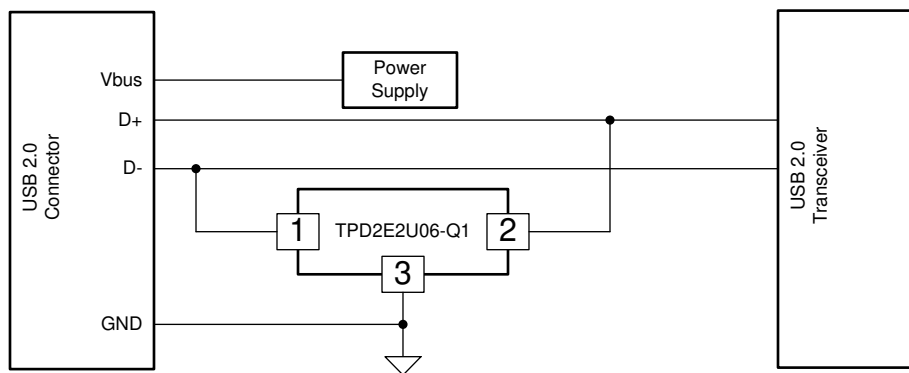 USB 2.0
Connector
Vbus
D+
D-
GND
Power
Supply
1
TPD2E2U06-Q1
2
3
USB 2.0
Transceiver